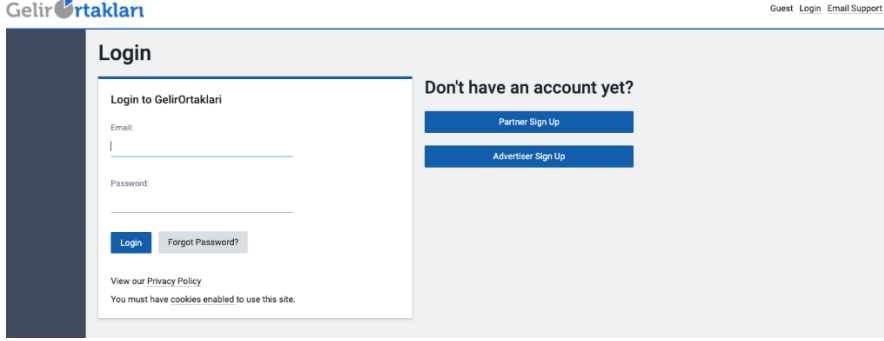 GelirOrtakları
Guest Login Email Support
Login
Login to GelirOrtaklari
Email:
Password:
Login Forgot Password?
View our Privacy Policy
You must have cookies enabled to use this site.
Don't have an account yet?
Partner Sign Up
Advertiser Sign Up